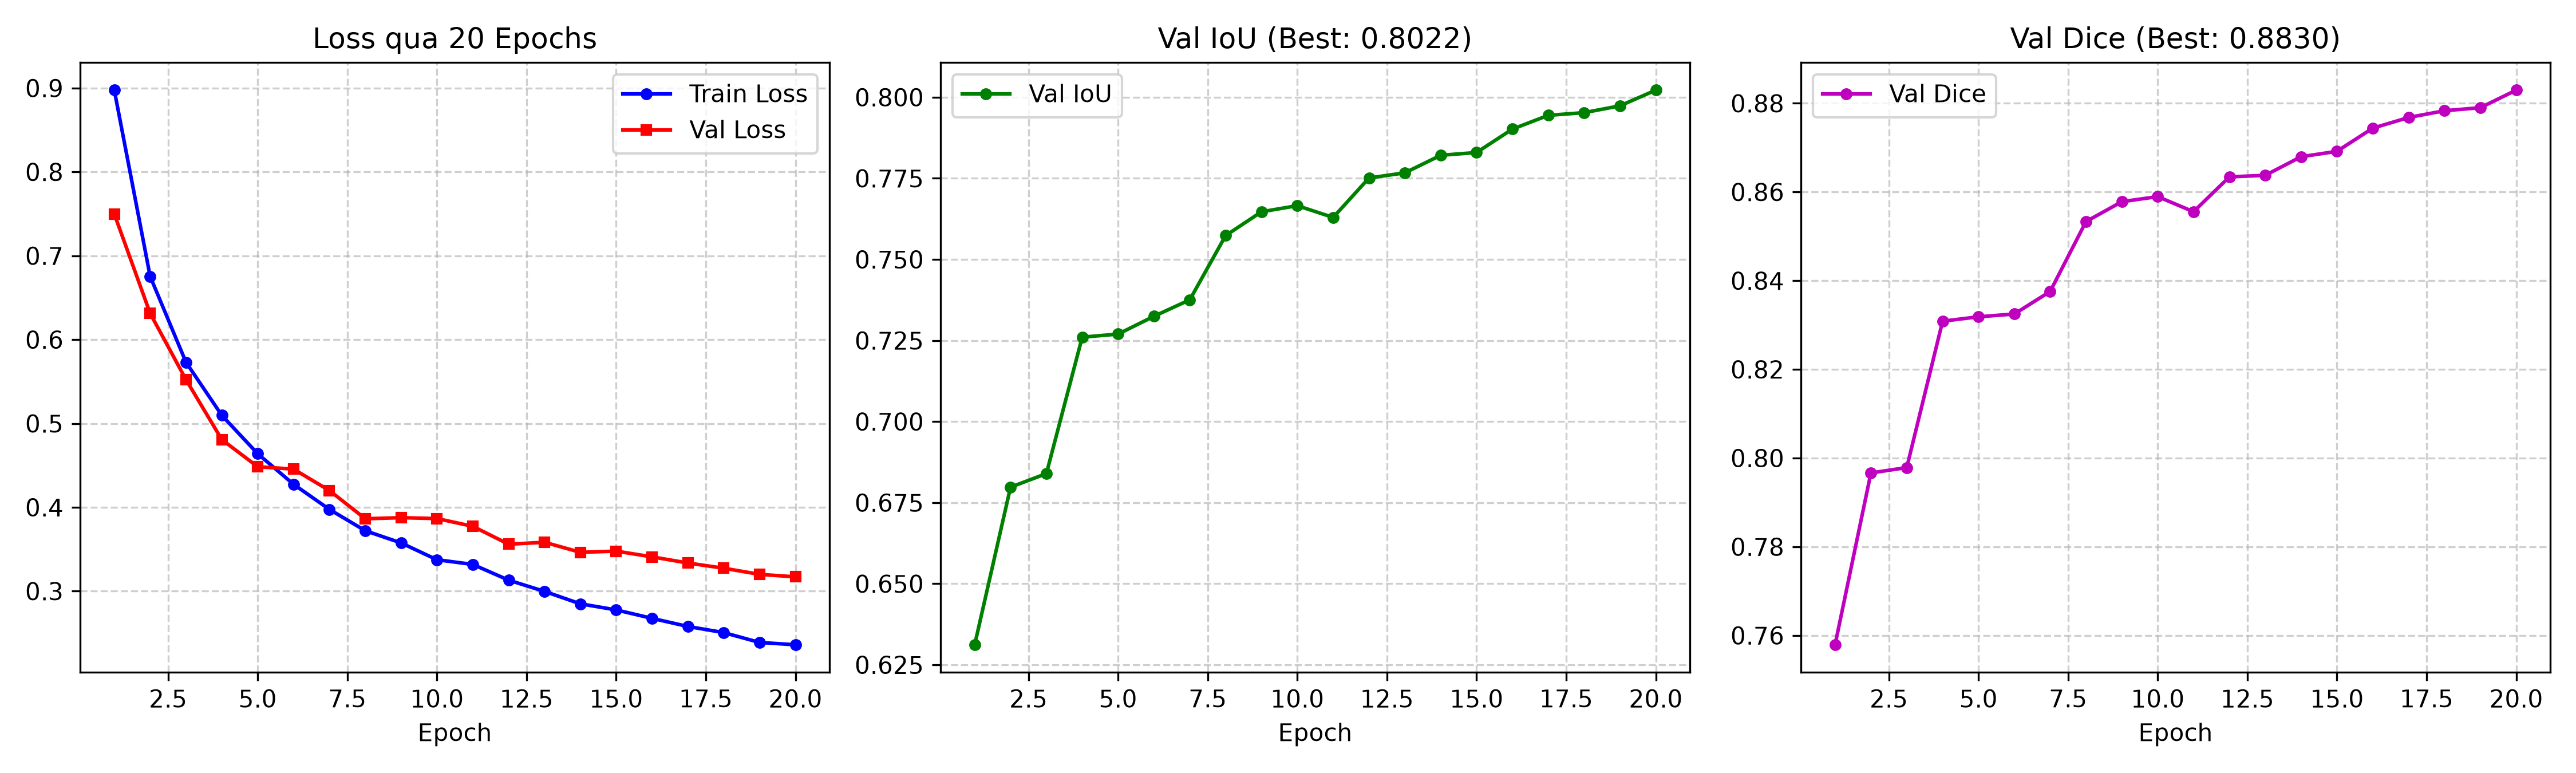 Loss qua 20 Epochs
0.9
0.8
0.7
0.6
0.5
0.4
0.3
Train Loss
Val Loss
2.5 5.0 7.5 10.0 12.5 15.0 17.5 20.0
Epoch
Val IoU (Best: 0.8022)
0.800
0.775
0.750
0.725
0.700
0.675
0.650
0.625
Val IoU
2.5 5.0 7.5 10.0 12.5 15.0 17.5 20.0
Epoch
Val Dice (Best: 0.8830)
0.88
0.86
0.84
0.82
0.80
0.78
0.76
Val Dice
2.5 5.0 7.5 10.0 12.5 15.0 17.5 20.0
Epoch